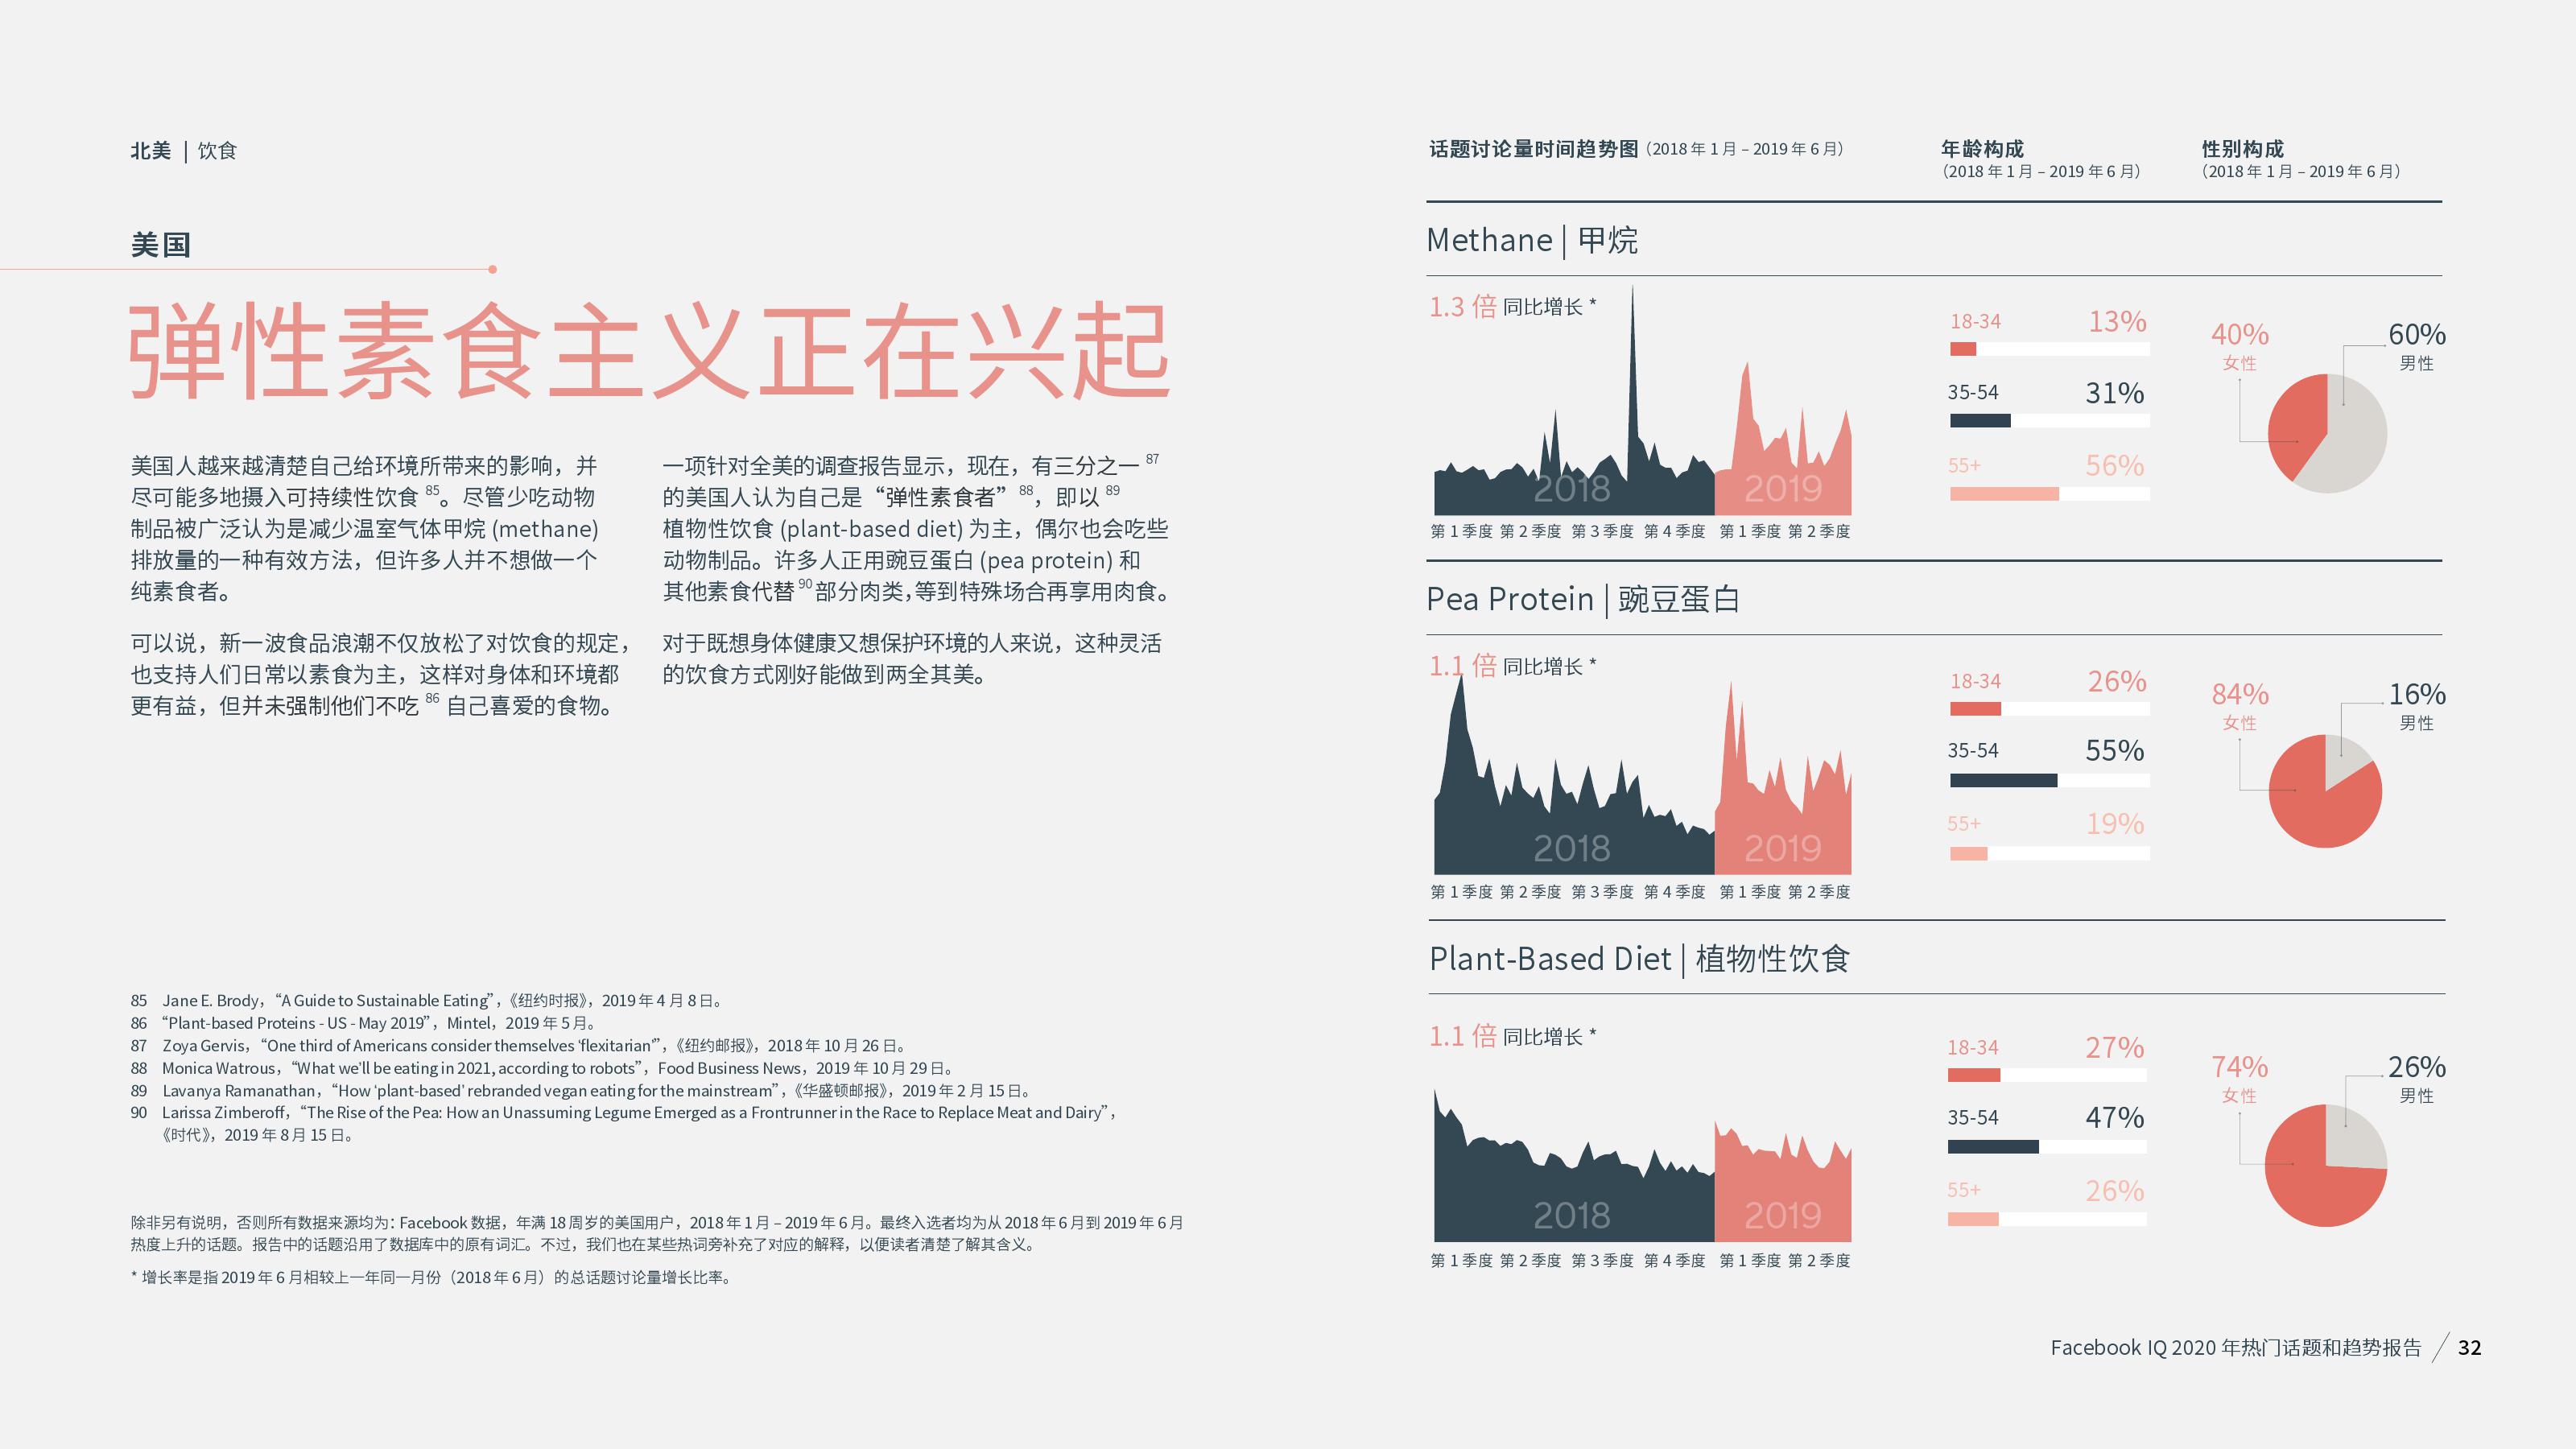 北美 | 饮食
美国
弹性素食主义正在兴起
美国人越来越清楚自己给环境所带来的影响，并
尽可能多地摄入可持续性饮食 85。尽管少吃动物
制品被广泛认为是减少温室气体甲烷 (methane)
排放量的一种有效方法，但许多人并不想做一个
纯素食者。
可以说，新一波食品浪潮不仅放松了对饮食的规定，
也支持人们日常以素食为主，这样对身体和环境都
更有益，但并未强制他们不吃 86 自己喜爱的食物。
一项针对全美的调查报告显示，现在，有三分之一 87
的美国人认为自己是“弹性素食者”88，即以 89
植物性饮食 (plant-based diet) 为主，偶尔也会吃些
动物制品。许多人正用豌豆蛋白 (pea protein) 和
其他素食代替 90 部分肉类，等到特殊场合再享用肉食。
对于既想身体健康又想保护环境的人来说，这种灵活
的饮食方式刚好能做到两全其美。
85 Jane E. Brody，“A Guide to Sustainable Eating”，《纽约时报》，2019 年 4 月 8 日。
86 “Plant-based Proteins - US - May 2019”，Mintel，2019 年 5 月。
87 Zoya Gervis，“One third of Americans consider themselves ‘flexitarian’”，《纽约邮报》，2018 年 10 月 26 日。
88 Monica Watrous，“What we’ll be eating in 2021, according to robots”，Food Business News，2019 年 10 月 29 日。
89 Lavanya Ramanathan，“How ‘plant-based’ rebranded vegan eating for the mainstream”，《华盛顿邮报》，2019 年 2 月 15 日。
90 Larissa Zimberoff，“The Rise of the Pea: How an Unassuming Legume Emerged as a Frontrunner in the Race to Replace Meat and Dairy”，
《时代》，2019 年 8 月 15 日。
除非另有说明，否则所有数据来源均为：Facebook 数据，年满 18 周岁的美国用户，2018 年 1 月 – 2019 年 6 月。最终入选者均为从 2018 年 6 月到 2019 年 6 月
热度上升的话题。报告中的话题沿用了数据库中的原有词汇。不过，我们也在某些热词旁补充了对应的解释，以便读者清楚了解其含义。
* 增长率是指 2019 年 6 月相较上一年同一月份（2018 年 6 月）的总话题讨论量增长比率。
话题讨论量时间趋势图（2018 年 1 月 – 2019 年 6 月）
年龄构成
（2018 年 1 月 – 2019 年 6 月）
性别构成
（2018 年 1 月 – 2019 年 6 月）
Methane | 甲烷
1.3 倍 同比增长 *
2018 2019
第 1 季度 第 2 季度 第 3 季度 第 4 季度 第 1 季度 第 2 季度
18-34 13%
35-54 31%
55+ 56%
40%
女性
60%
男性
Pea Protein | 豌豆蛋白
1.1 倍 同比增长 *
2018 2019
第 1 季度 第 2 季度 第 3 季度 第 4 季度 第 1 季度 第 2 季度
18-34 26%
35-54 55%
55+ 19%
84%
女性
16%
男性
Plant-Based Diet | 植物性饮食
1.1 倍 同比增长 *
2018 2019
第 1 季度 第 2 季度 第 3 季度 第 4 季度 第 1 季度 第 2 季度
18-34 27%
35-54 47%
55+ 26%
74%
女性
26%
男性
Facebook IQ 2020 年热门话题和趋势报告 / 32